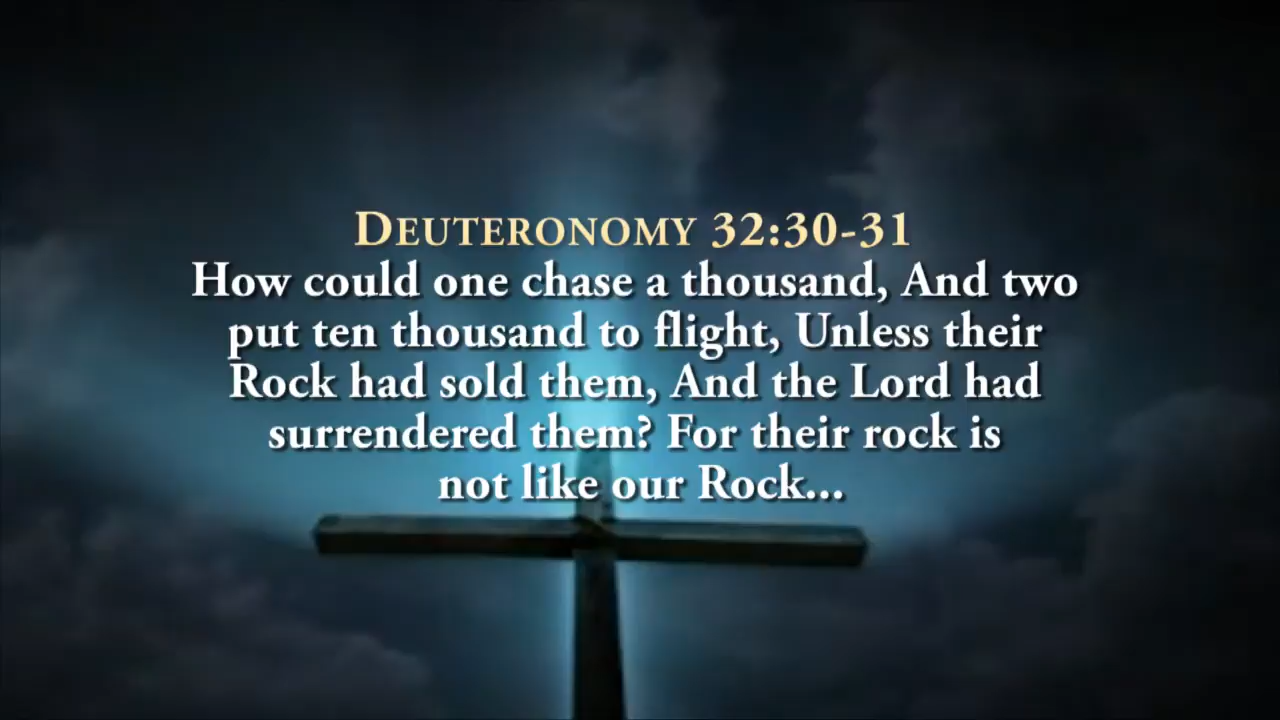 DEUTERONOMY 32:30-31
How could one chase a thousand, And two
put ten thousand to flight, Unless their
Rock had sold them, And the Lord had
surrendered them? For their rock is
not like our Rock...